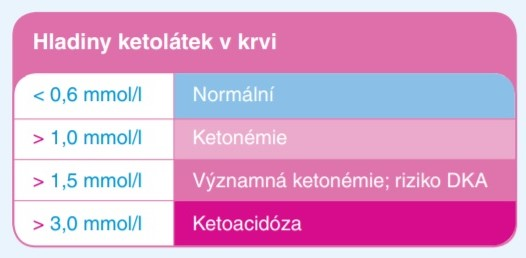 Hladiny ketolátek v krvi
< 0,6 mmol/l Normální
> 1,0 mmol/l Ketonémie
> 1,5 mmol/l Významná ketonémie; riziko DKA
> 3,0 mmol/l Ketoacidóza